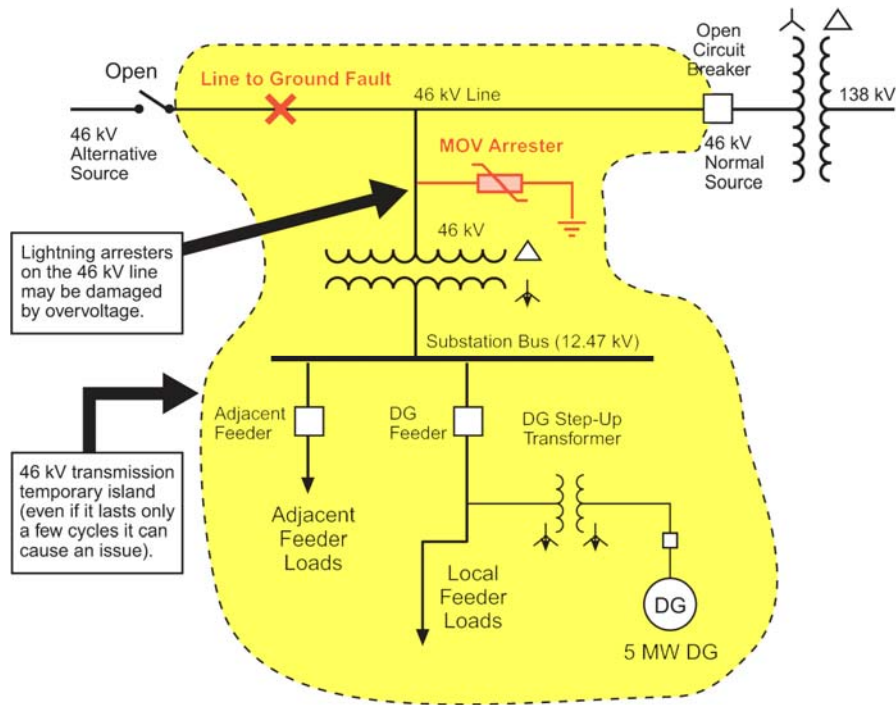 Open
Line to Ground Fault
46 kV Line
Open
Circuit
Breaker
138 kV
46 kV
Alternative
Source
46 kV
Normal
Source
MOV Arrester
46 kV
Lightning arresters
on the 46 kV line
may be damaged
by overvoltage.
Substation Bus (12.47 kV)
Adjacent
Feeder
DG
Feeder
DG Step-Up
Transformer
46 kV transmission
temporary island
(even if it lasts only
a few cycles it can
cause an issue).
Adjacent
Feeder
Loads
Local
Feeder
Loads
DG
5 MW DG